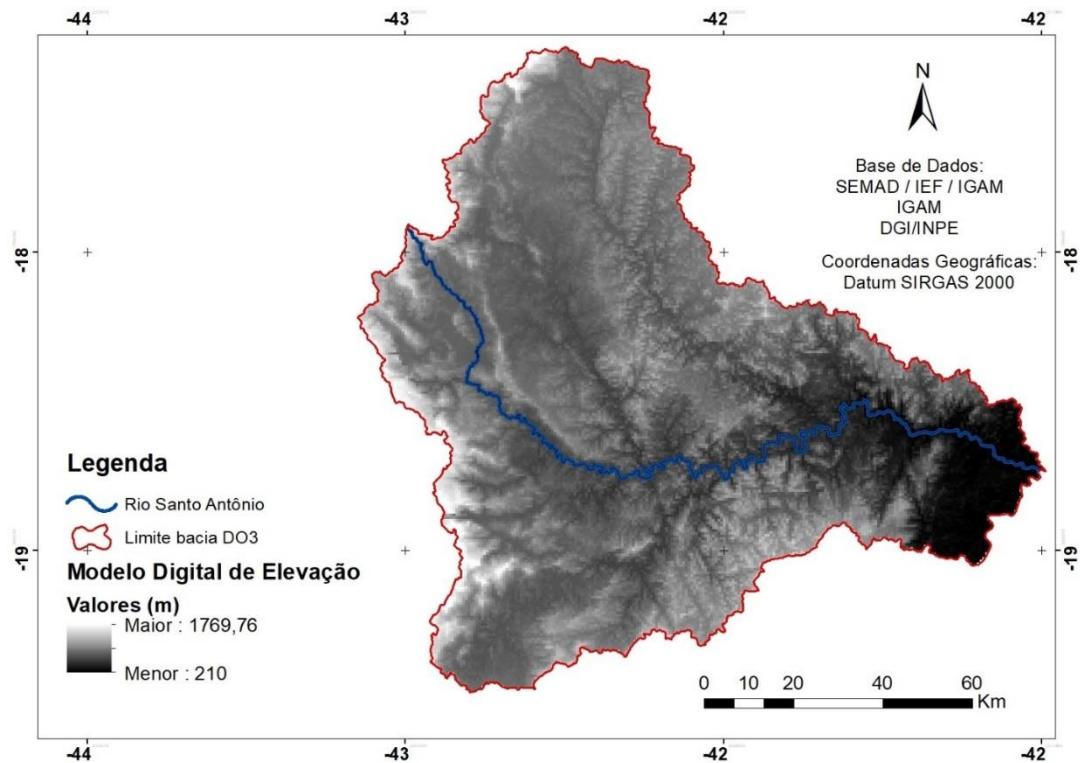 -44 -43 -42 -42
N
Base de Dados:
SEMAD / IEF / IGAM
IGAM
DGI/INPE
Coordenadas Geográficas:
Datum SIRGAS 2000
-18 -18
Legenda
Rio Santo Antônio
Limite bacia DO3
-19 -19
Modelo Digital de Elevação
Valores (m)
Maior : 1769,76
Menor : 210
0 10 20 40 60
Km
-44 -43 -42 -42